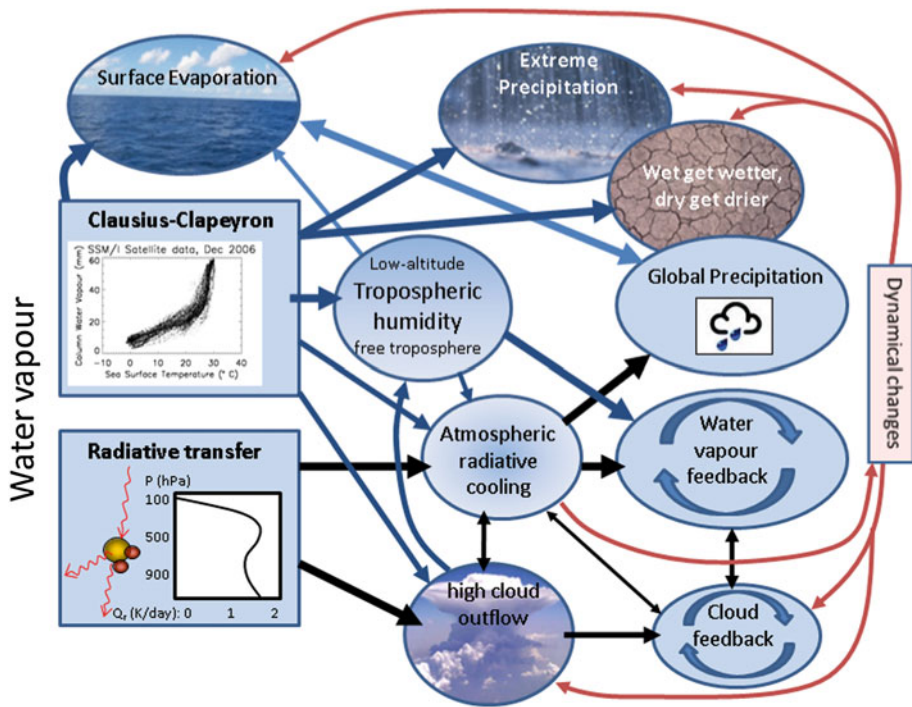 Water vapour
Surface Evaporation
Extreme
Precipitation
Wet get wetter,
dry get drier
Clausius-Clapeyron
SSM/I Satellite data, Dec 2006
Column Water Vapour (mm)
60
40
20
0
-10 0 10 20 30 40
Sea Surface Temperature (° C)
Low-altitude
Tropospheric
humidity
free troposphere
Global Precipitation
Dynamical changes
Radiative transfer
P (hPa)
100
500
900
Qr (K/day): 0 1 2
Atmospheric
radiative
cooling
Water
vapour
feedback
high cloud
outflow
Cloud
feedback